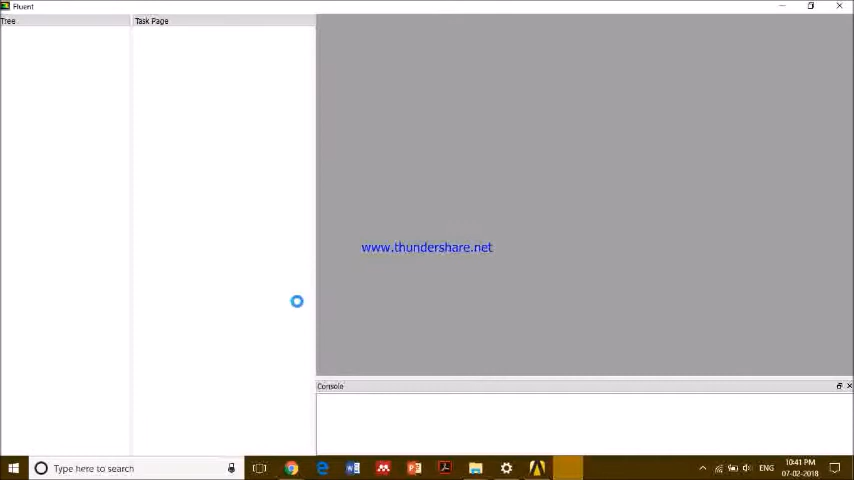 Fluent
Tree
Task Page
www.thundershare.net
Console
Type here to search
ENG
10:41 PM
07-02-2018